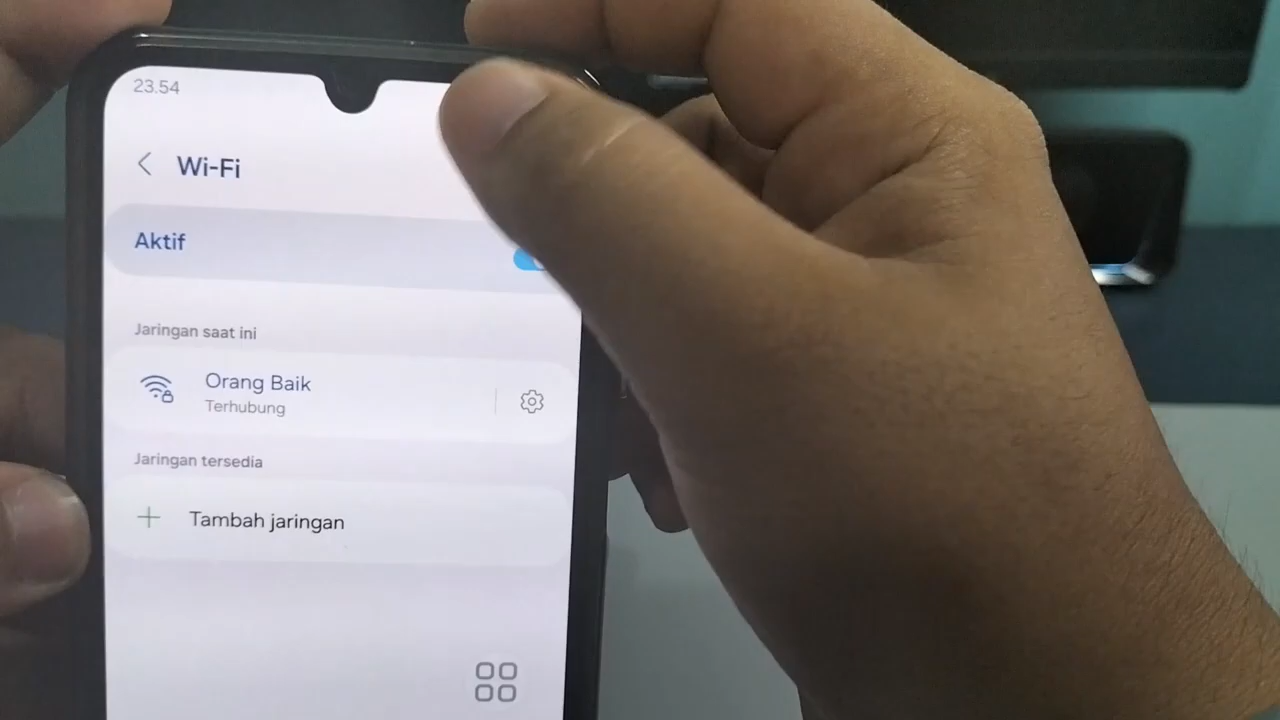 23.54
Wi-Fi
Aktif
Jaringan saat ini
Orang Baik
Terhubung
Jaringan tersedia
Tambah jaringan